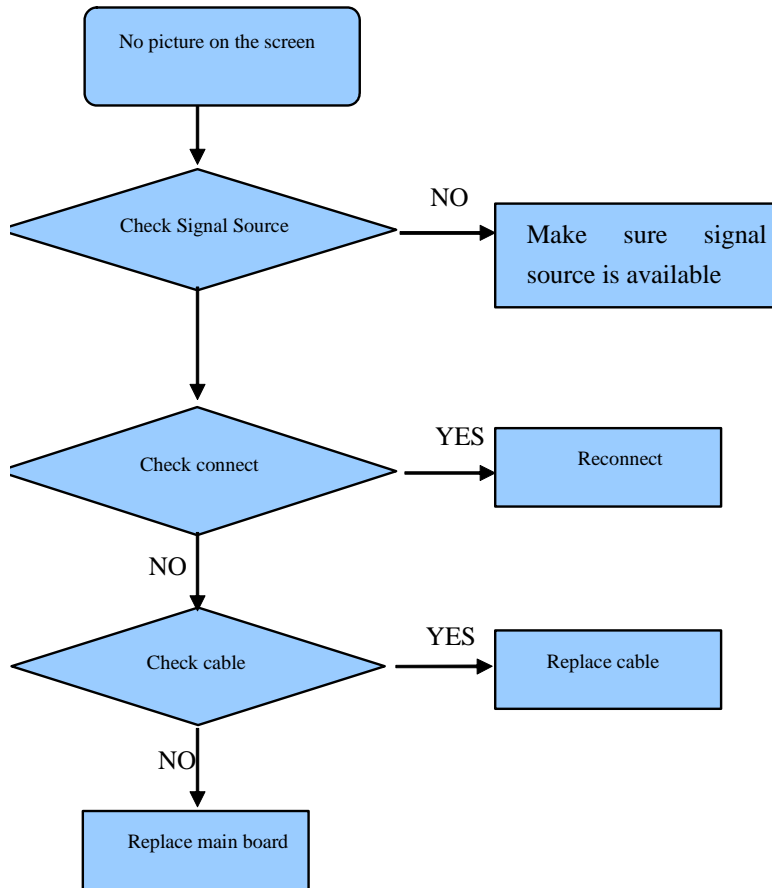 No picture on the screen
Check Signal Source
NO
Make sure signal
source is available
Check connect
YES
Reconnect
NO
Check cable
YES
Replace cable
NO
Replace main board